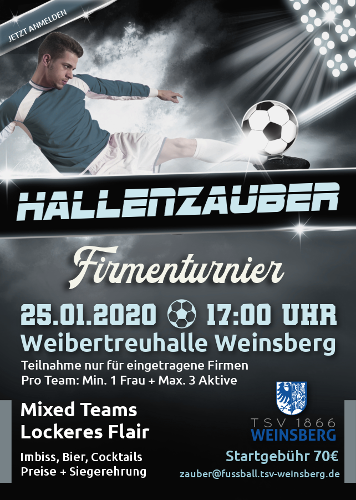 JETZT ANMELDEN
HALLENZAUBER
Firmenturnier
25.01.2020 17:00 UHR
Weibertreuhalle Weinsberg
Teilnahme nur für eingetragene Firmen
Pro Team: Min. 1 Frau + Max. 3 Aktive
Mixed Teams
Lockeres Flair
Imbiss, Bier, Cocktails
Preise + Siegerehrung
TSV 1866
WEINSBERG
Startgebühr 70€
zauber@fussball.tsv-weinsberg.de